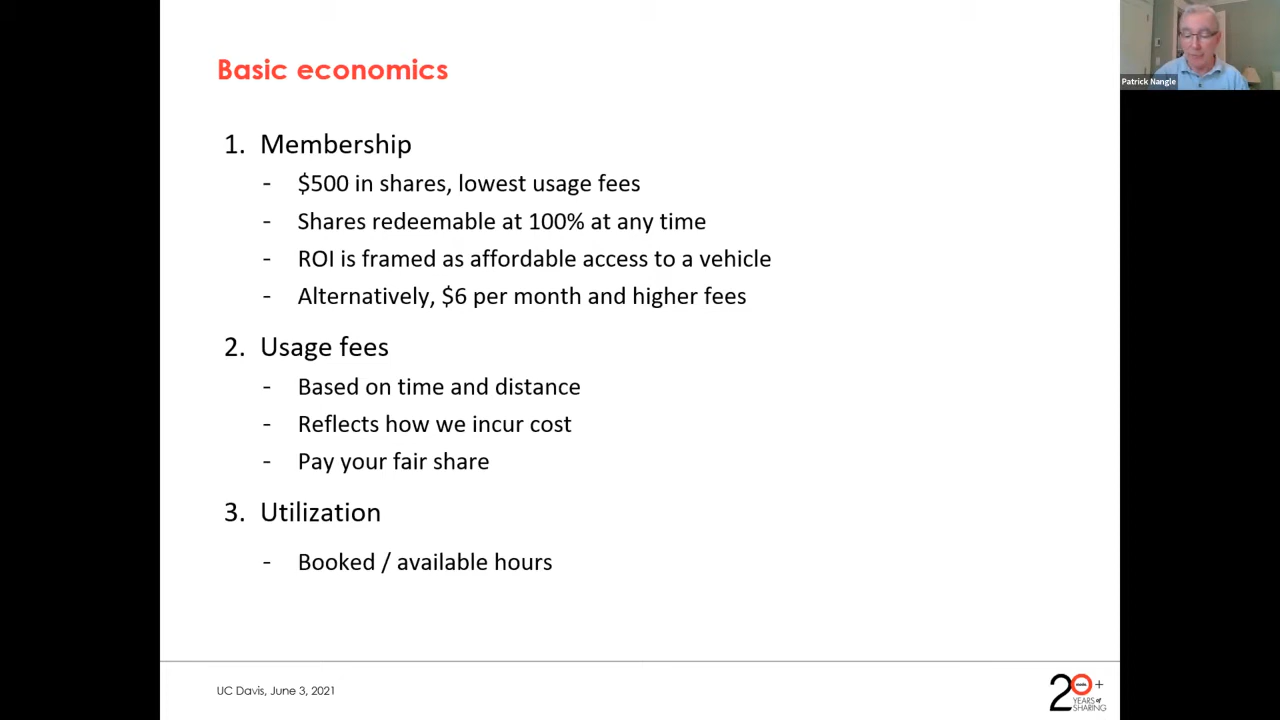 Basic economics
1. Membership
- $500 in shares, lowest usage fees
- Shares redeemable at 100% at any time
- ROI is framed as affordable access to a vehicle
- Alternatively, $6 per month and higher fees
2. Usage fees
- Based on time and distance
- Reflects how we incur cost
- Pay your fair share
3. Utilization
- Booked / available hours
UC Davis, June 3, 2021
20+
YEARS of
SHARING
Patrick Nangle